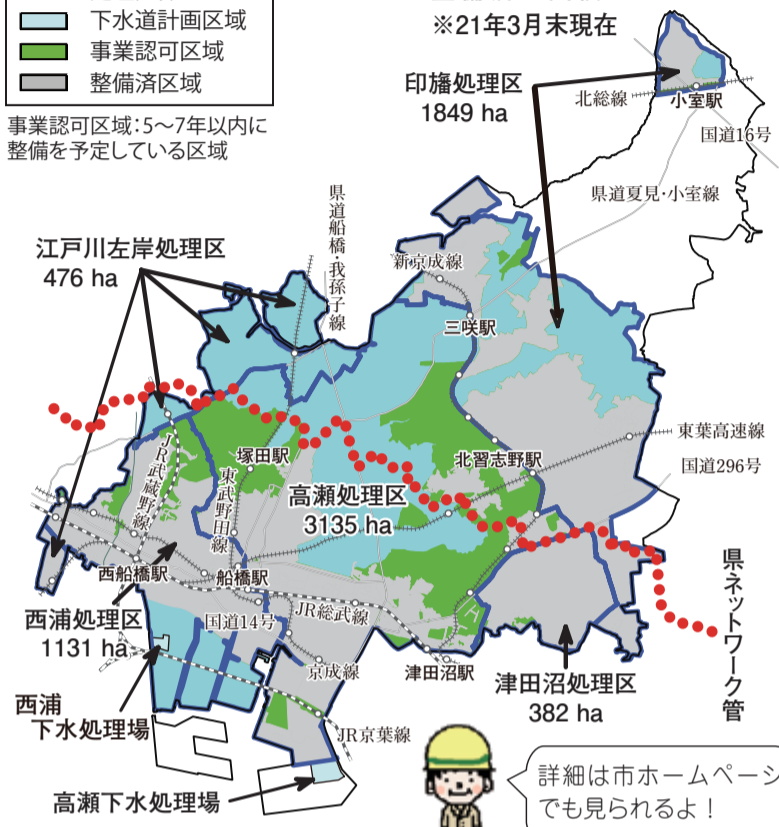 下水道計画区域
事業認可区域
整備済区域
事業認可区域:5〜7年以内に
整備を予定している区域
※21年3月末現在
印旛処理区
1849 ha
北総線
小室駅
国道16号
県道夏見・小室線
県道船橋・我孫子線
江戸川左岸処理区
476 ha
新京成線
三咲駅
東葉高速線
国道296号
塚田駅
北習志野駅
JR武蔵野線
東武野田線
高瀬処理区
3135 ha
西船橋駅
船橋駅
西浦処理区
1131 ha
国道14号
JR総武線
京成線
津田沼駅
津田沼処理区
382 ha
県ネットワーク管
西浦
下水処理場
JR京葉線
高瀬下水処理場
詳細は市ホームペーシ
でも見られるよ!